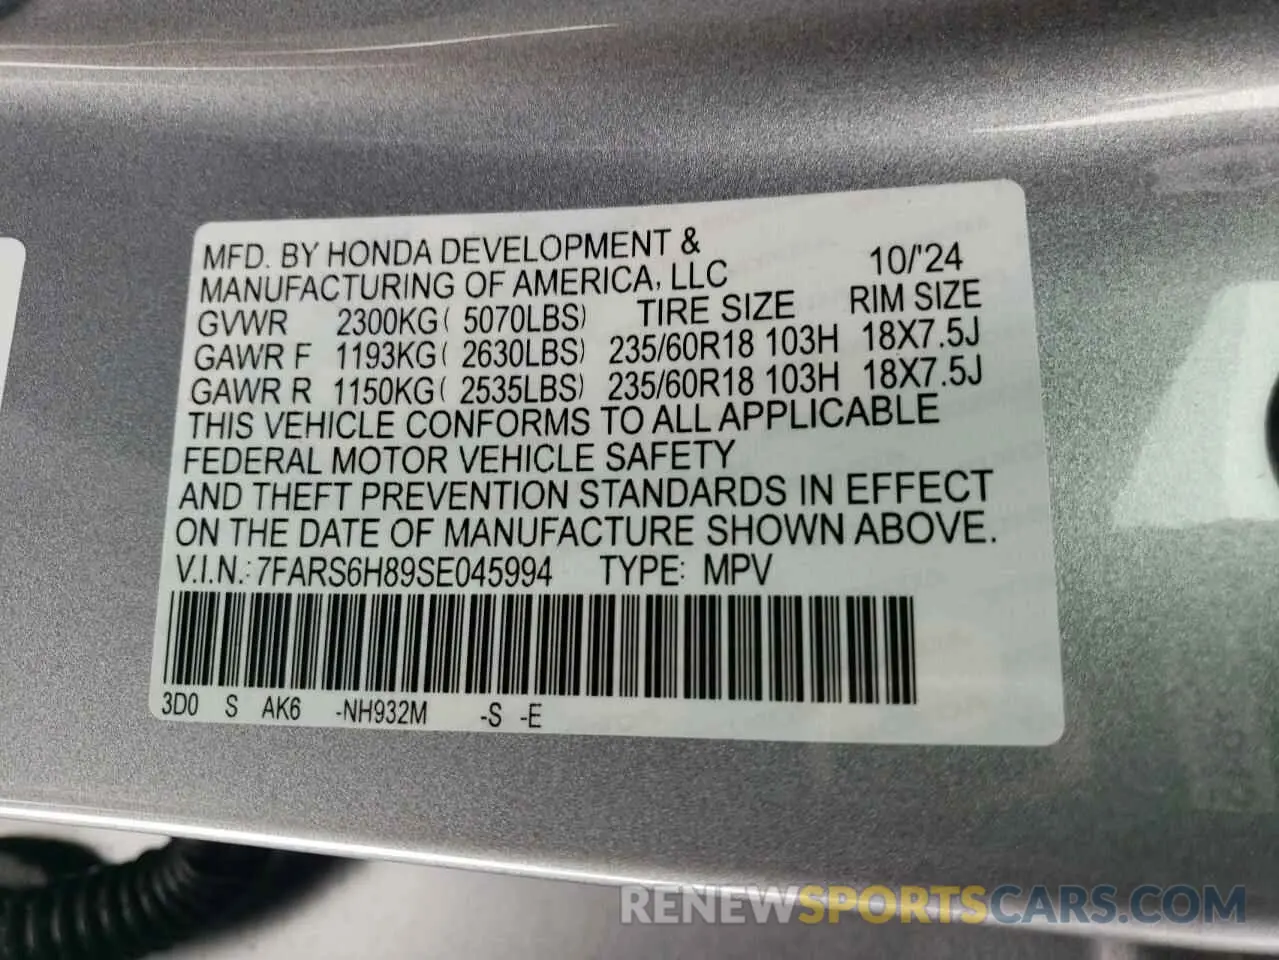 MFD. BY HONDA DEVELOPMENT &
MANUFACTURING OF AMERICA, LLC 10/'24
GVWR 2300KG( 5070LBS) TIRE SIZE RIM SIZE
GAWR F 1193KG( 2630LBS) 235/60R18 103H 18X7.5J
GAWR R 1150KG( 2535LBS) 235/60R18 103H 18X7.5J
THIS VEHICLE CONFORMS TO ALL APPLICABLE
FEDERAL MOTOR VEHICLE SAFETY
AND THEFT PREVENTION STANDARDS IN EFFECT
ON THE DATE OF MANUFACTURE SHOWN ABOVE.
V.I.N.: 7FARS6H89SE045994 TYPE: MPV
3D0 S AK6 -NH932M -S -E
RENEWSPORTSCARS.COM